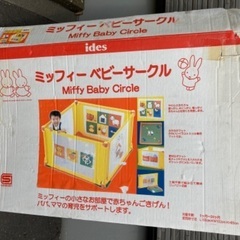 ミッフィー ベビーサークル
Miffy Baby Circle
ides
ミッフィー ベビーサークル
Miffy Baby Circle
ミッフィーの小さなお部屋で赤ちゃんごきげん!
パパ、ママの育児をサポートします。